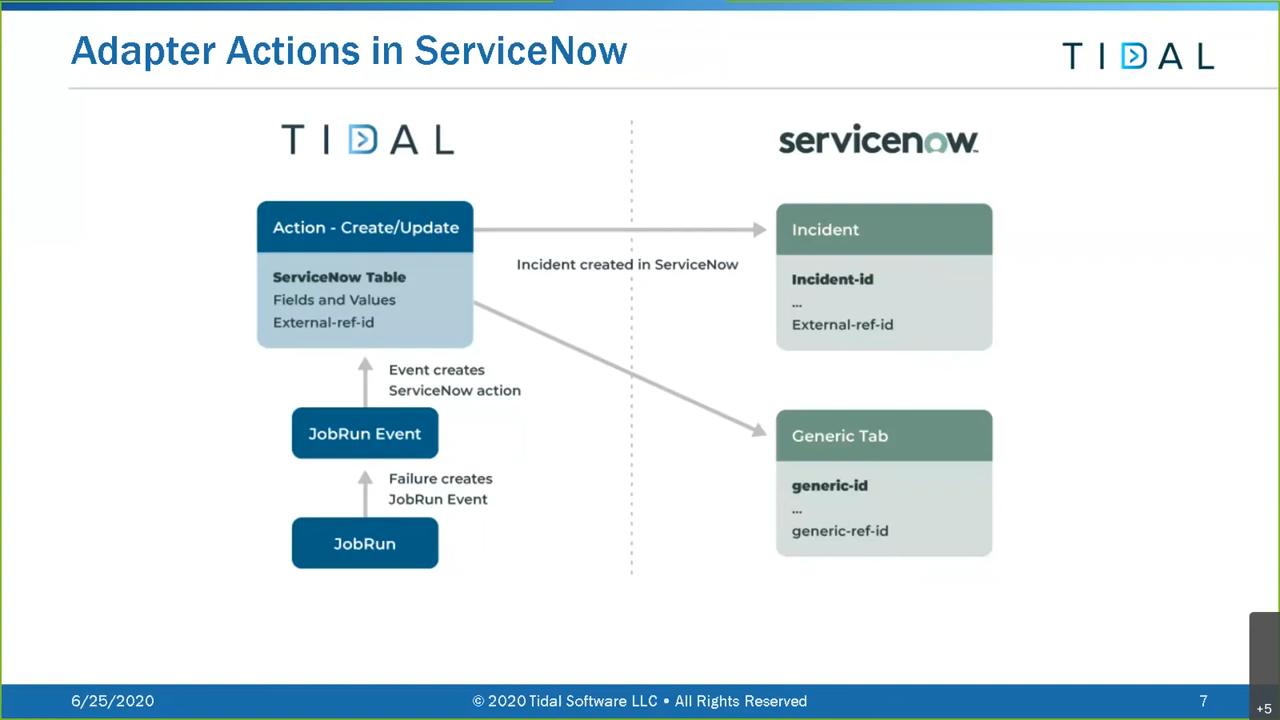 Adapter Actions in ServiceNow
TIDAL
TIDAL
servicenow™
Action - Create/Update
ServiceNow Table
Fields and Values
External-ref-id
Incident created in ServiceNow
Incident
Incident-id
...
External-ref-id
Event creates
ServiceNow action
JobRun Event
Failure creates
JobRun Event
JobRun
Generic Tab
generic-id
...
generic-ref-id
6/25/2020
© 2020 Tidal Software LLC • All Rights Reserved
7
+5